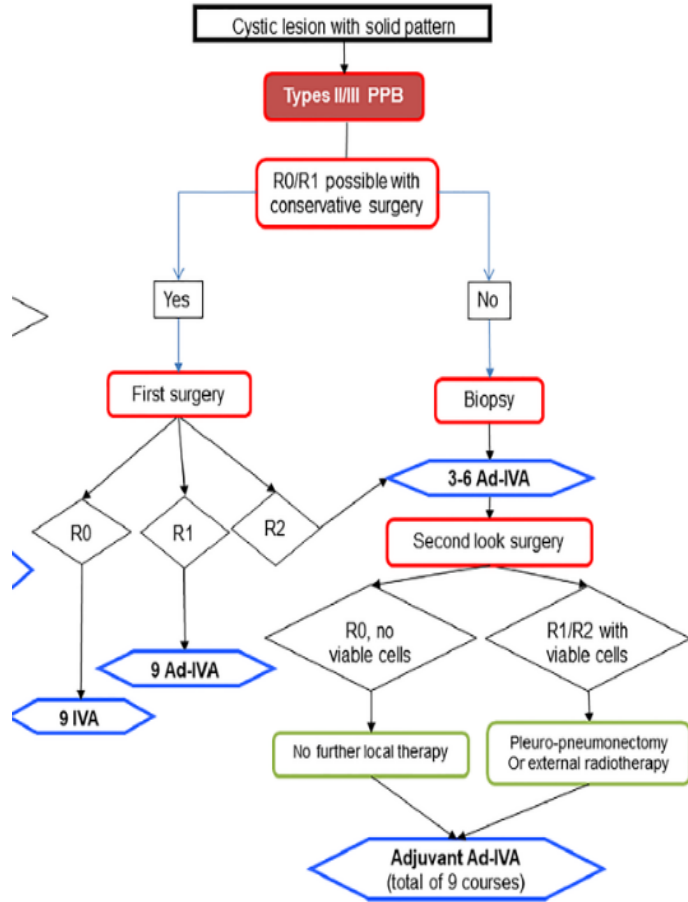 Cystic lesion with solid pattern
Types II/III PPB
R0/R1 possible with
conservative surgery
Yes
No
First surgery
Biopsy
3-6 Ad-IVA
R0
R1
R2
Second look surgery
R0, no
viable cells
R1/R2 with
viable cells
9 Ad-IVA
9 IVA
No further local therapy
Pleuro-pneumonectomy
Or external radiotherapy
Adjuvant Ad-IVA
(total of 9 courses)